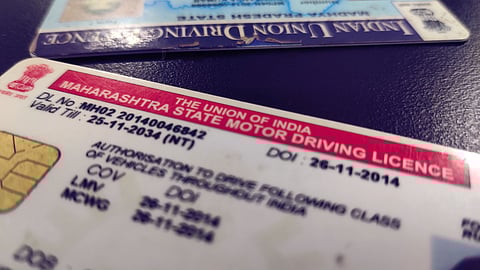 MADHYA PRADESH STATE
INDIAN UNION DRIVING LICENCE
THE UNION OF INDIA
MAHARASHTRA STATE MOTOR DRIVING LICENCE
DL No. MH02 20140046842 DOI : 26-11-2014
Valid Till : 25-11-2034 (NT)
AUTHORISATION TO DRIVE FOLLOWING CLASS
OF VEHICLES THROUGHOUT INDIA
COV DOI
LMV 26-11-2014
MCWG 26-11-2014
DOB